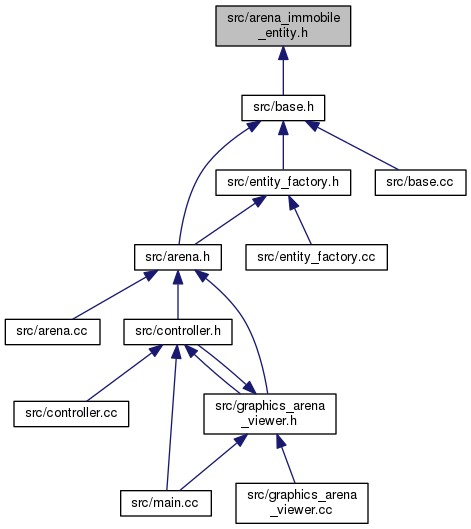 src/arena_immobile
_entity.h
src/base.h
src/entity_factory.h
src/base.cc
src/arena.h
src/entity_factory.cc
src/arena.cc
src/controller.h
src/controller.cc
src/graphics_arena
_viewer.h
src/main.cc
src/graphics_arena
_viewer.cc